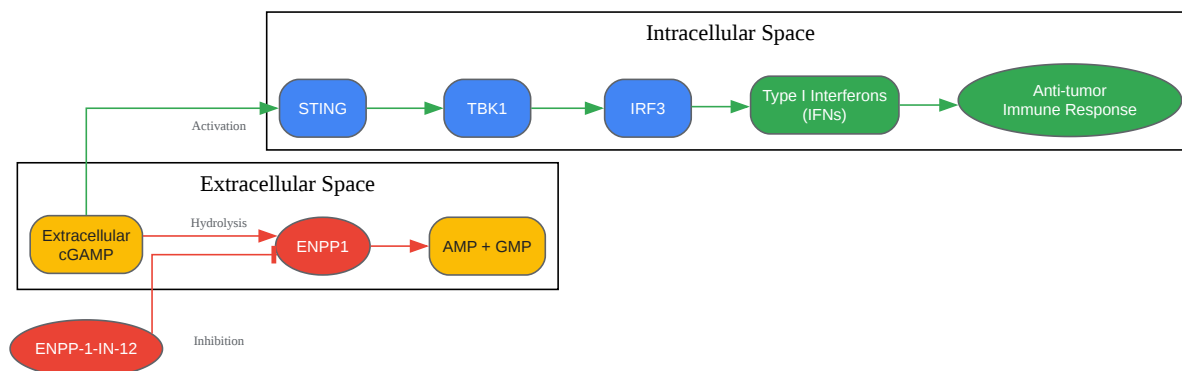 Intracellular Space
STING
TBK1
IRF3
Type I Interferons
(IFNs)
Anti-tumor
Immune Response
Activation
Extracellular Space
Extracellular
cGAMP
Hydrolysis
ENPP1
AMP + GMP
ENPP-1-IN-12
Inhibition